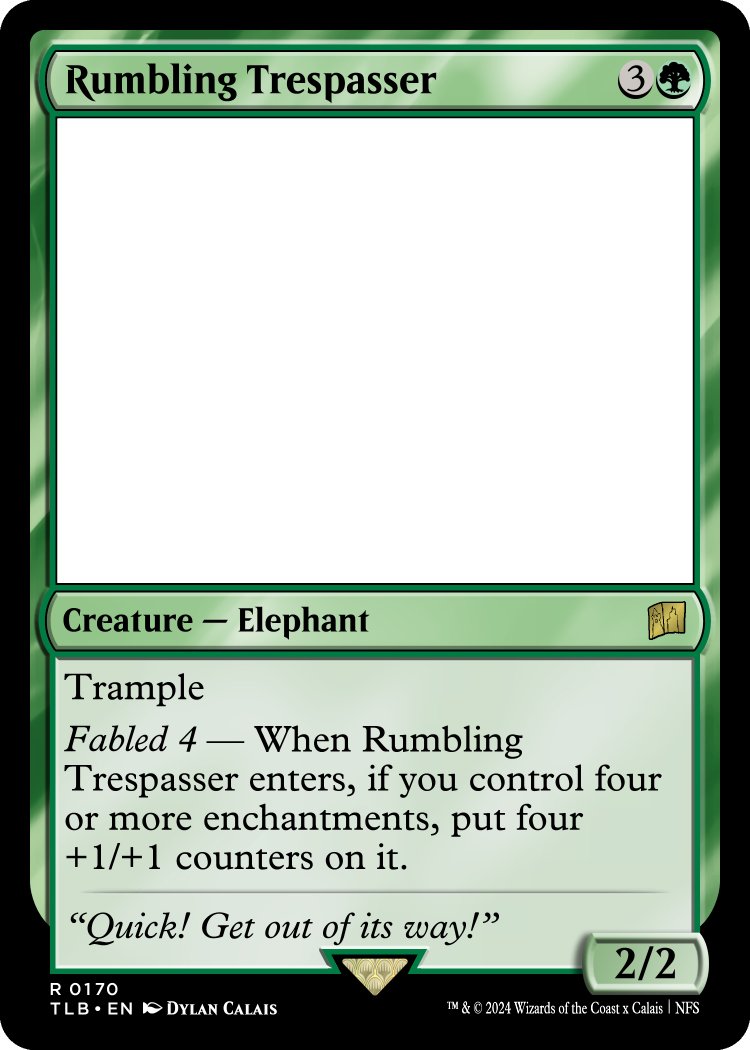 Rumbling Trespasser 3
Creature — Elephant
Trample
Fabled 4 — When Rumbling
Trespasser enters, if you control four
or more enchantments, put four
+1/+1 counters on it.
“Quick! Get out of its way!”
2/2
R 0170
TLB • EN DYLAN CALAIS
™ & © 2024 Wizards of the Coast x Calais | NFS